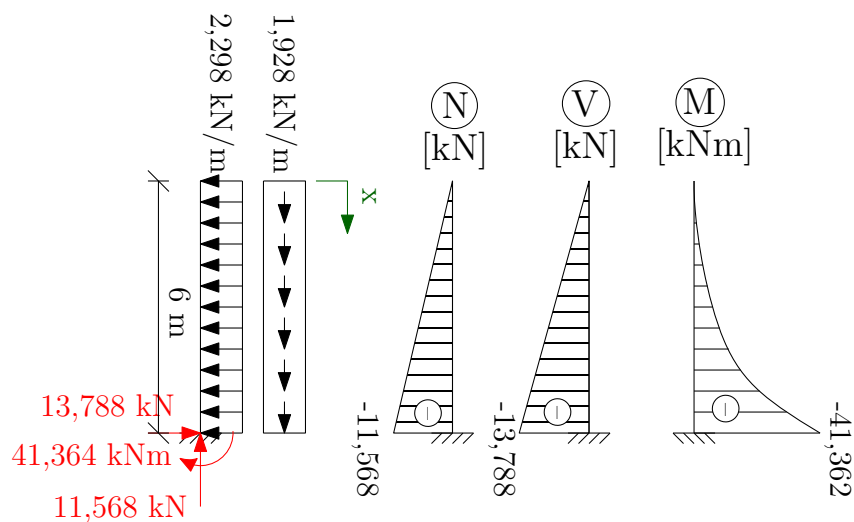 2,298 kN/m
1,928 kN/m
N
[kN]
V
[kN]
M
[kNm]
x
6 m
13,788 kN
41,364 kNm
11,568 kN
-11,568
-13,788
-41,362